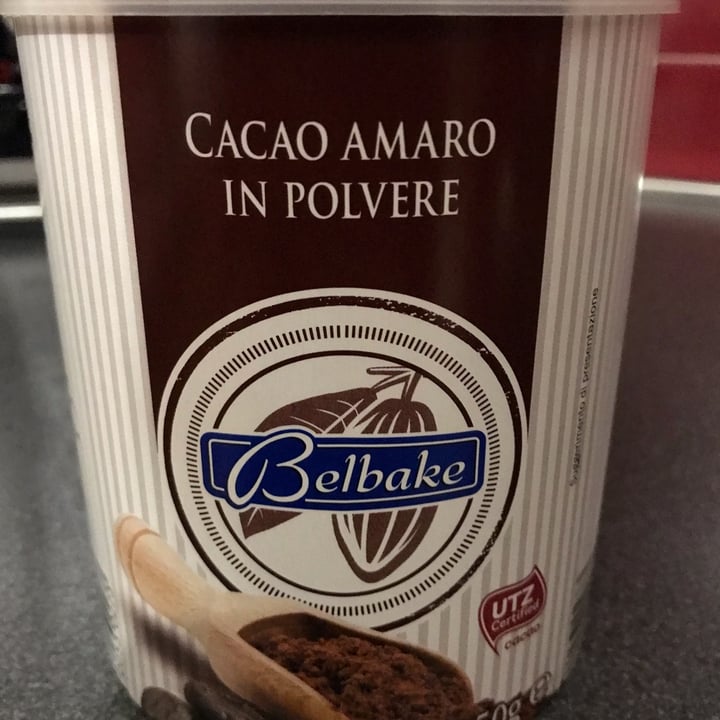 CACAO AMARO
IN POLVERE
Suggerimento di presentazione
Belbake
UTZ
Certified
cacao